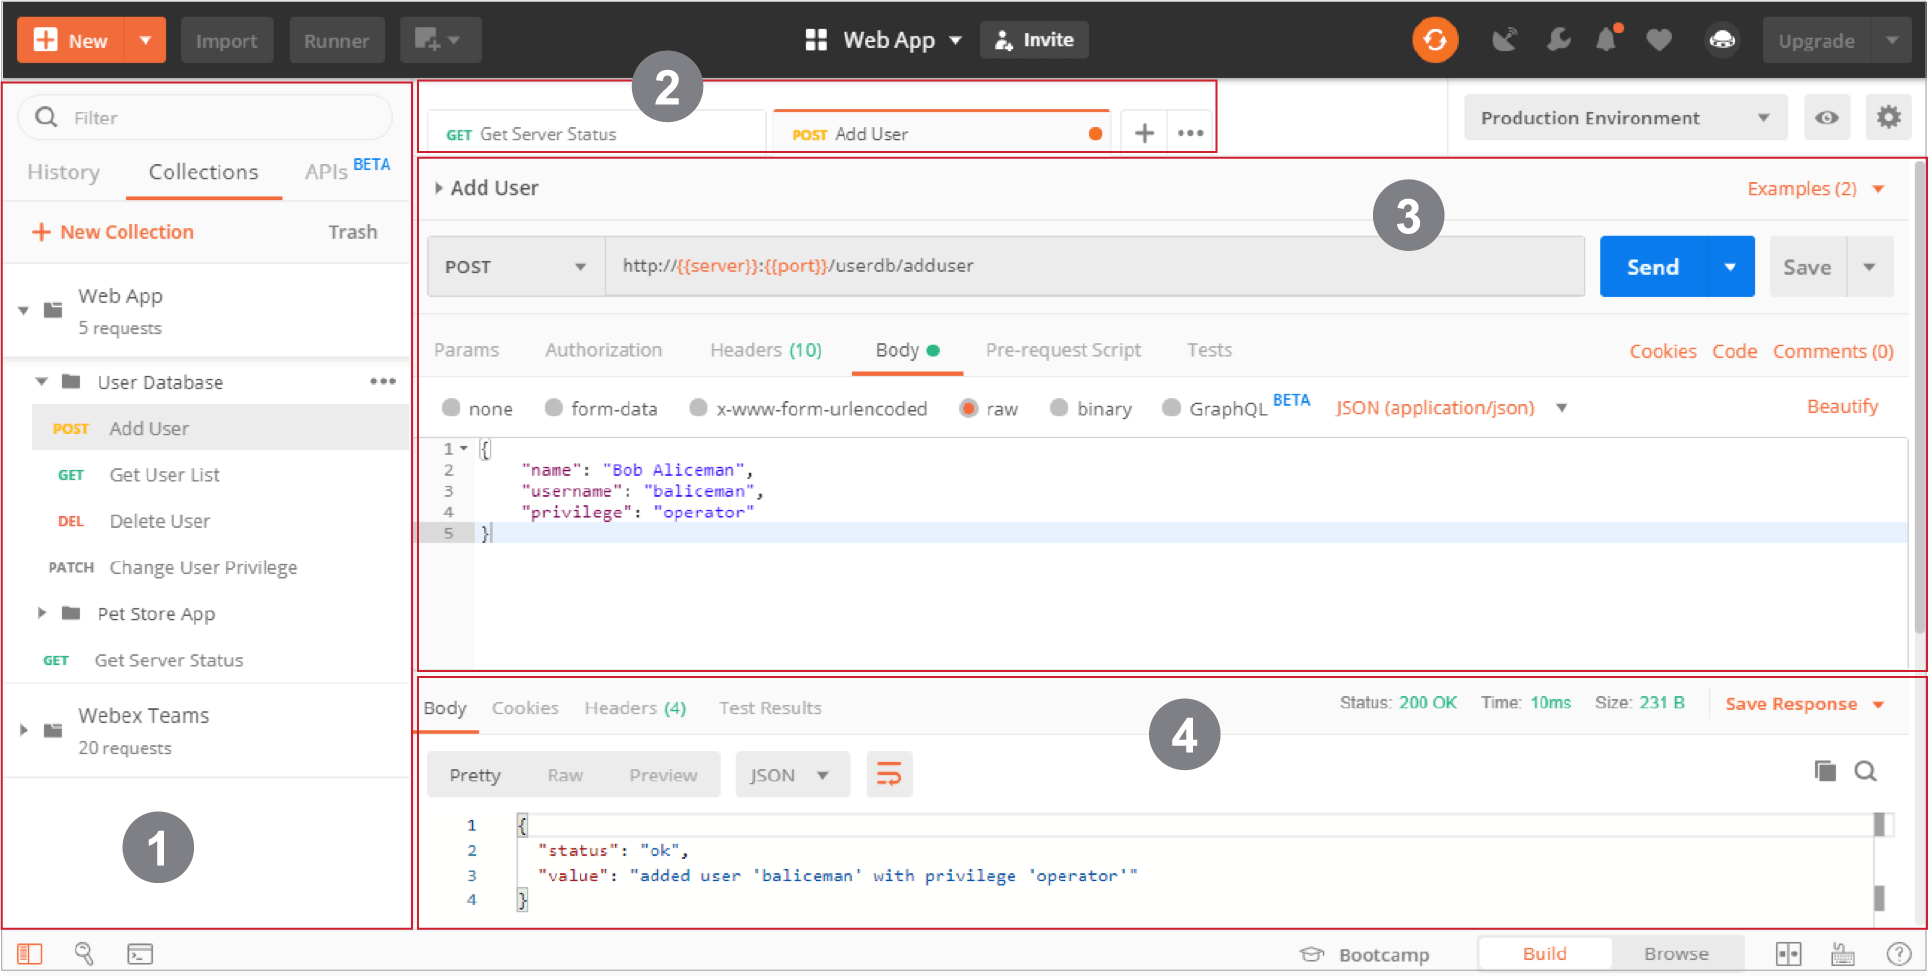 New
Import
Runner
Web App
Invite
Upgrade
Filter
History
Collections
APIs BETA
New Collection
Trash
Web App
5 requests
User Database
POST Add User
GET Get User List
DEL Delete User
PATCH Change User Privilege
Pet Store App
GET Get Server Status
Webex Teams
20 requests
1
2
GET Get Server Status
POST Add User
+ •••
Production Environment
Add User
3
Examples (2)
POST
http://{{server}}:{{port}}/userdb/adduser
Send
Save
Params
Authorization
Headers (10)
Body
Pre-request Script
Tests
Cookies
Code
Comments (0)
none
form-data
x-www-form-urlencoded
raw
binary
GraphQL BETA
JSON (application/json)
Beautify
1 {
2 "name": "Bob Aliceman",
3 "username": "baliceman",
4 "privilege": "operator"
5 }
Body
Cookies
Headers (4)
Test Results
4
Status: 200 OK
Time: 10ms
Size: 231 B
Save Response
Pretty
Raw
Preview
JSON
1 {
2 "status": "ok",
3 "value": "added user 'baliceman' with privilege 'operator'"
4 }
Bootcamp
Build
Browse
?